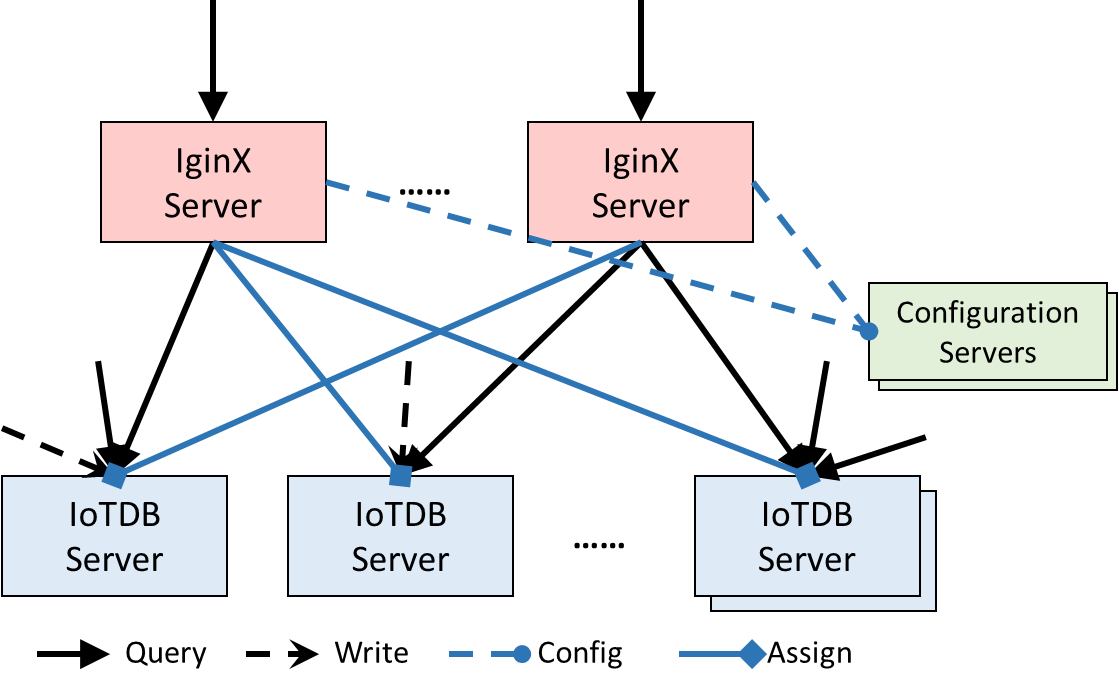 IginX
Server
......
IginX
Server
Configuration
Servers
IoTDB
Server
IoTDB
Server
......
IoTDB
Server
Query
Write
Config
Assign